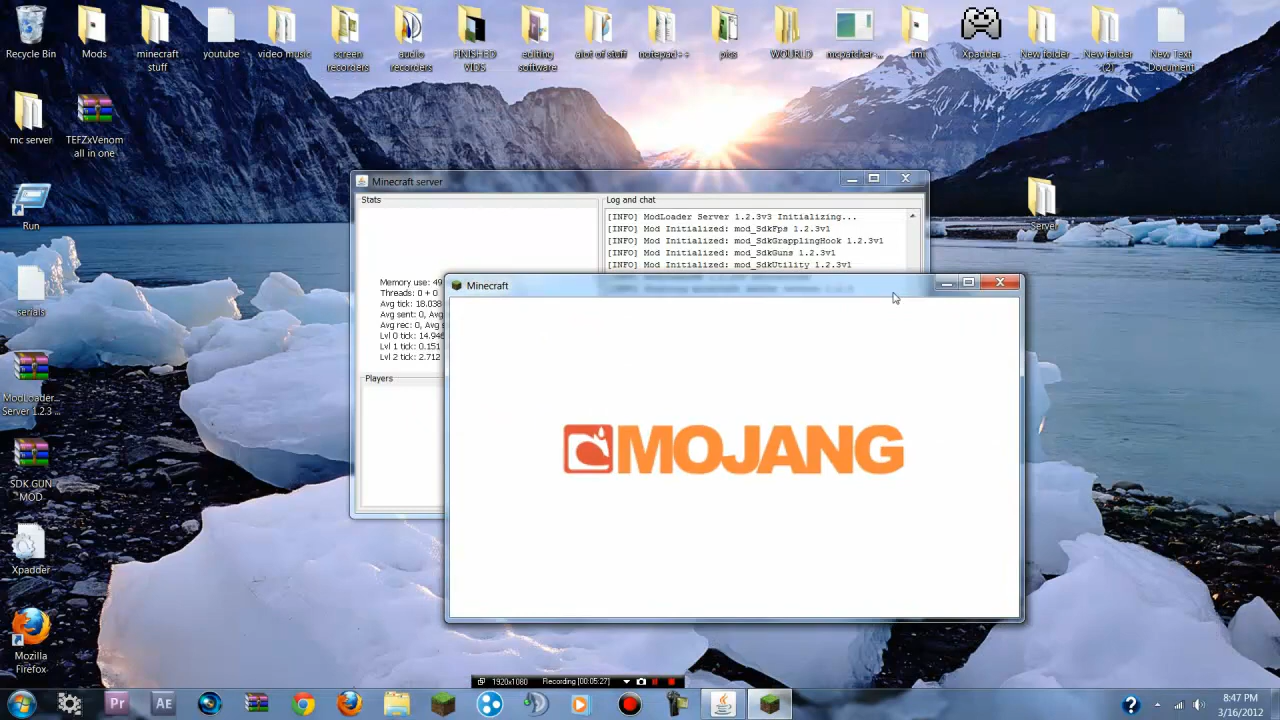 Recycle Bin
Mods
minecraft
stuff
youtube
video music
screen
recorders
audio
recorders
FINISHED
VIDS
editing
software
alot of stuff
notepad++
pics
WOURLD
mcpatcher-...
tmi
Xpadder
New folder
New folder
(2)
New Text
Document
mc server
TEFZxVenom
all in one
Run
serials
ModLoader...
Server 1.2.3 ...
SDK GUN
MOD
Xpadder
Mozilla
Firefox
Server
Minecraft server
Stats
Memory use: 49
Threads: 0 + 0
Avg tick: 18.038
Avg sent: 0, Avg
Avg rec: 0, Avg s
Lvl 0 tick: 14.946
Lvl 1 tick: 0.151
Lvl 2 tick: 2.712
Players
Log and chat
[INFO] ModLoader Server 1.2.3v3 Initializing...
[INFO] Mod Initialized: mod_SdkFps 1.2.3v1
[INFO] Mod Initialized: mod_SdkGrapplingHook 1.2.3v1
[INFO] Mod Initialized: mod_SdkGuns 1.2.3v1
[INFO] Mod Initialized: mod_SdkUtility 1.2.3v1
Minecraft
MOJANG
1920x1080 Recording [00:05:27]
Pr
AE
8:47 PM
3/16/2012